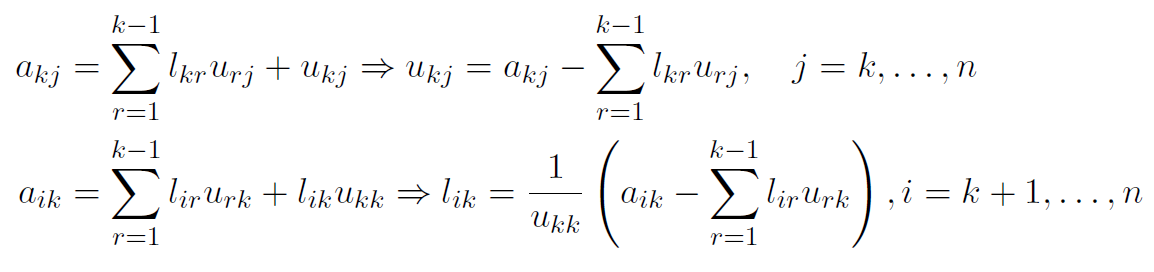 $a_{kj} = \sum_{r=1}^{k-1} l_{kr} u_{rj} + u_{kj} \Rightarrow u_{kj} = a_{kj} - \sum_{r=1}^{k-1} l_{kr} u_{rj}, \quad j = k, \ldots, n$
$a_{ik} = \sum_{r=1}^{k-1} l_{ir} u_{rk} + l_{ik} u_{kk} \Rightarrow l_{ik} = \frac{1}{u_{kk}} \left( a_{ik} - \sum_{r=1}^{k-1} l_{ir} u_{rk} \right), i = k+1, \ldots, n$